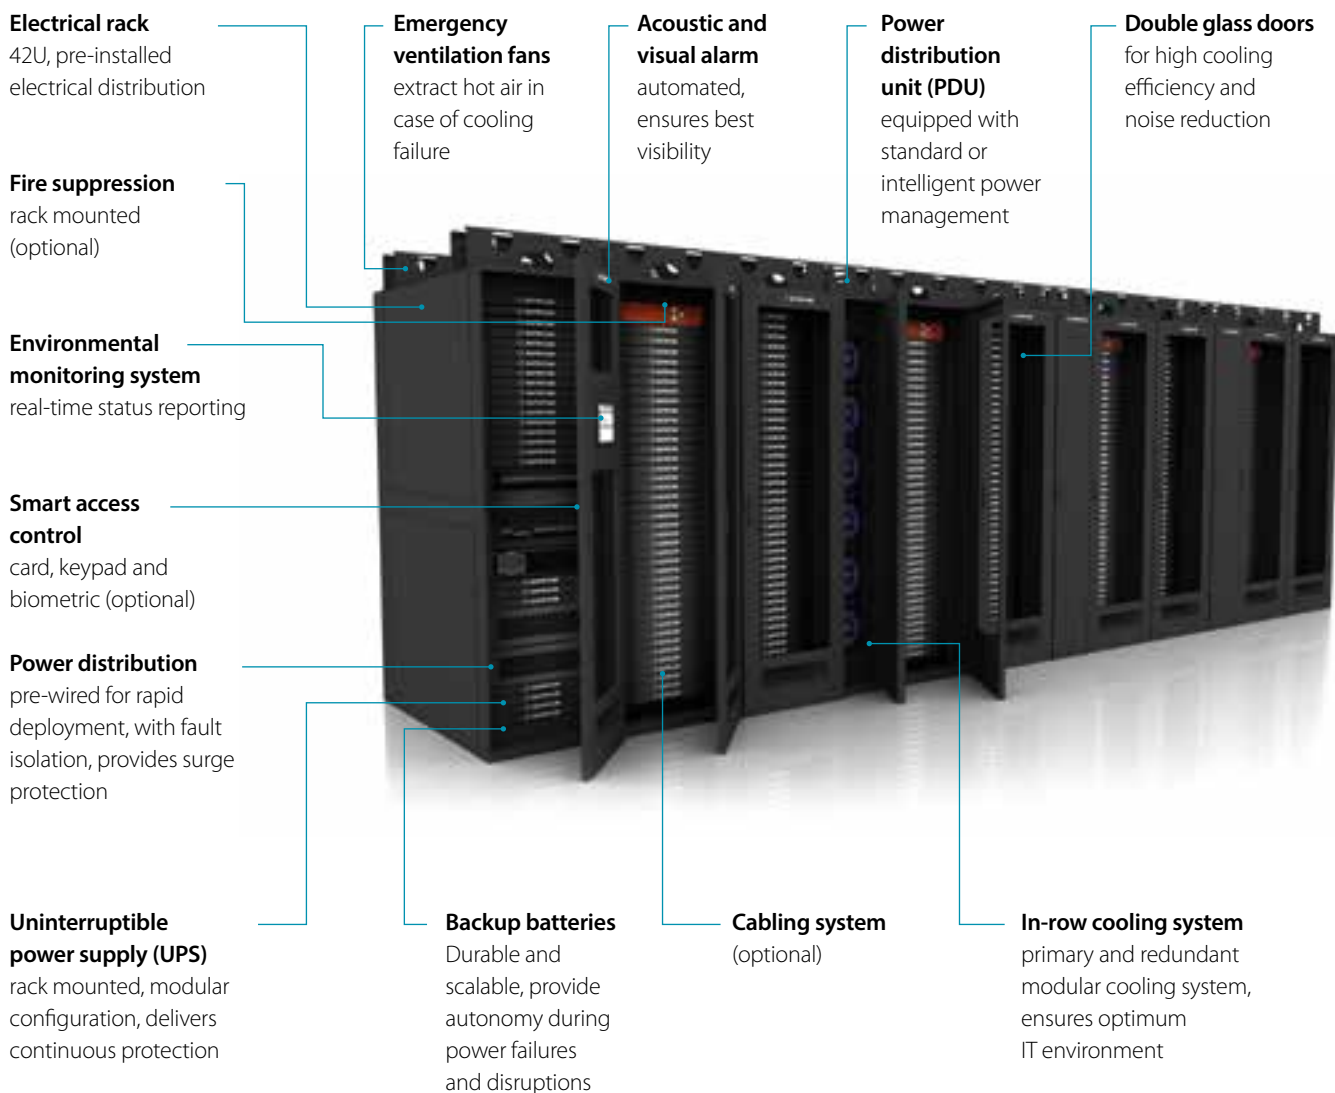 Electrical rack
42U, pre-installed
electrical distribution
Emergency
ventilation fans
extract hot air in
case of cooling
failure
Acoustic and
visual alarm
automated,
ensures best
visibility
Power
distribution
unit (PDU)
equipped with
standard or
intelligent power
management
Double glass doors
for high cooling
efficiency and
noise reduction
Fire suppression
rack mounted
(optional)
Environmental
monitoring system
real-time status reporting
Smart access
control
card, keypad and
biometric (optional)
Power distribution
pre-wired for rapid
deployment, with fault
isolation, provides surge
protection
Uninterruptible
power supply (UPS)
rack mounted, modular
configuration, delivers
continuous protection
Backup batteries
Durable and
scalable, provide
autonomy during
power failures
and disruptions
Cabling system
(optional)
In-row cooling system
primary and redundant
modular cooling system,
ensures optimum
IT environment